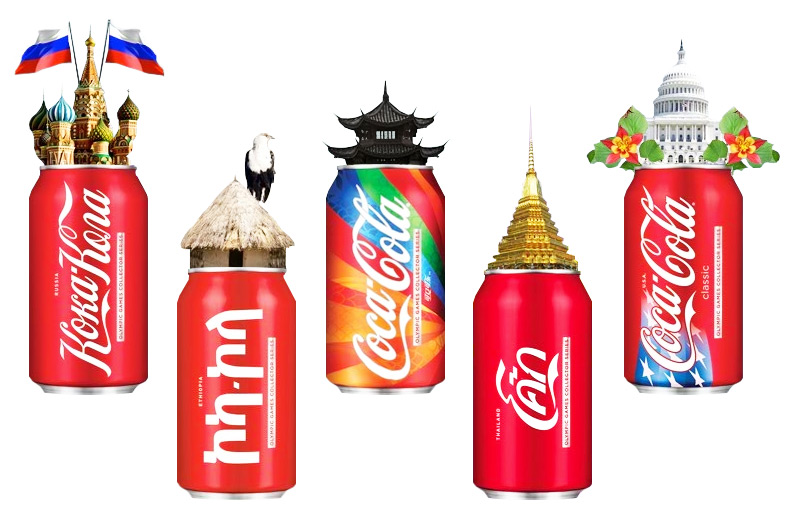 Кока-Кола
RUSSIA
OLYMPIC GAMES COLLECTOR SERIES
ኮካ-ኮላ
ETHIOPIA
OLYMPIC GAMES COLLECTOR SERIES
Coca-Cola
OLYMPIC GAMES COLLECTOR SERIES
โค้ก
THAILAND
OLYMPIC GAMES COLLECTOR SERIES
Coca-Cola
classic
U.S.A.
OLYMPIC GAMES COLLECTOR SERIES